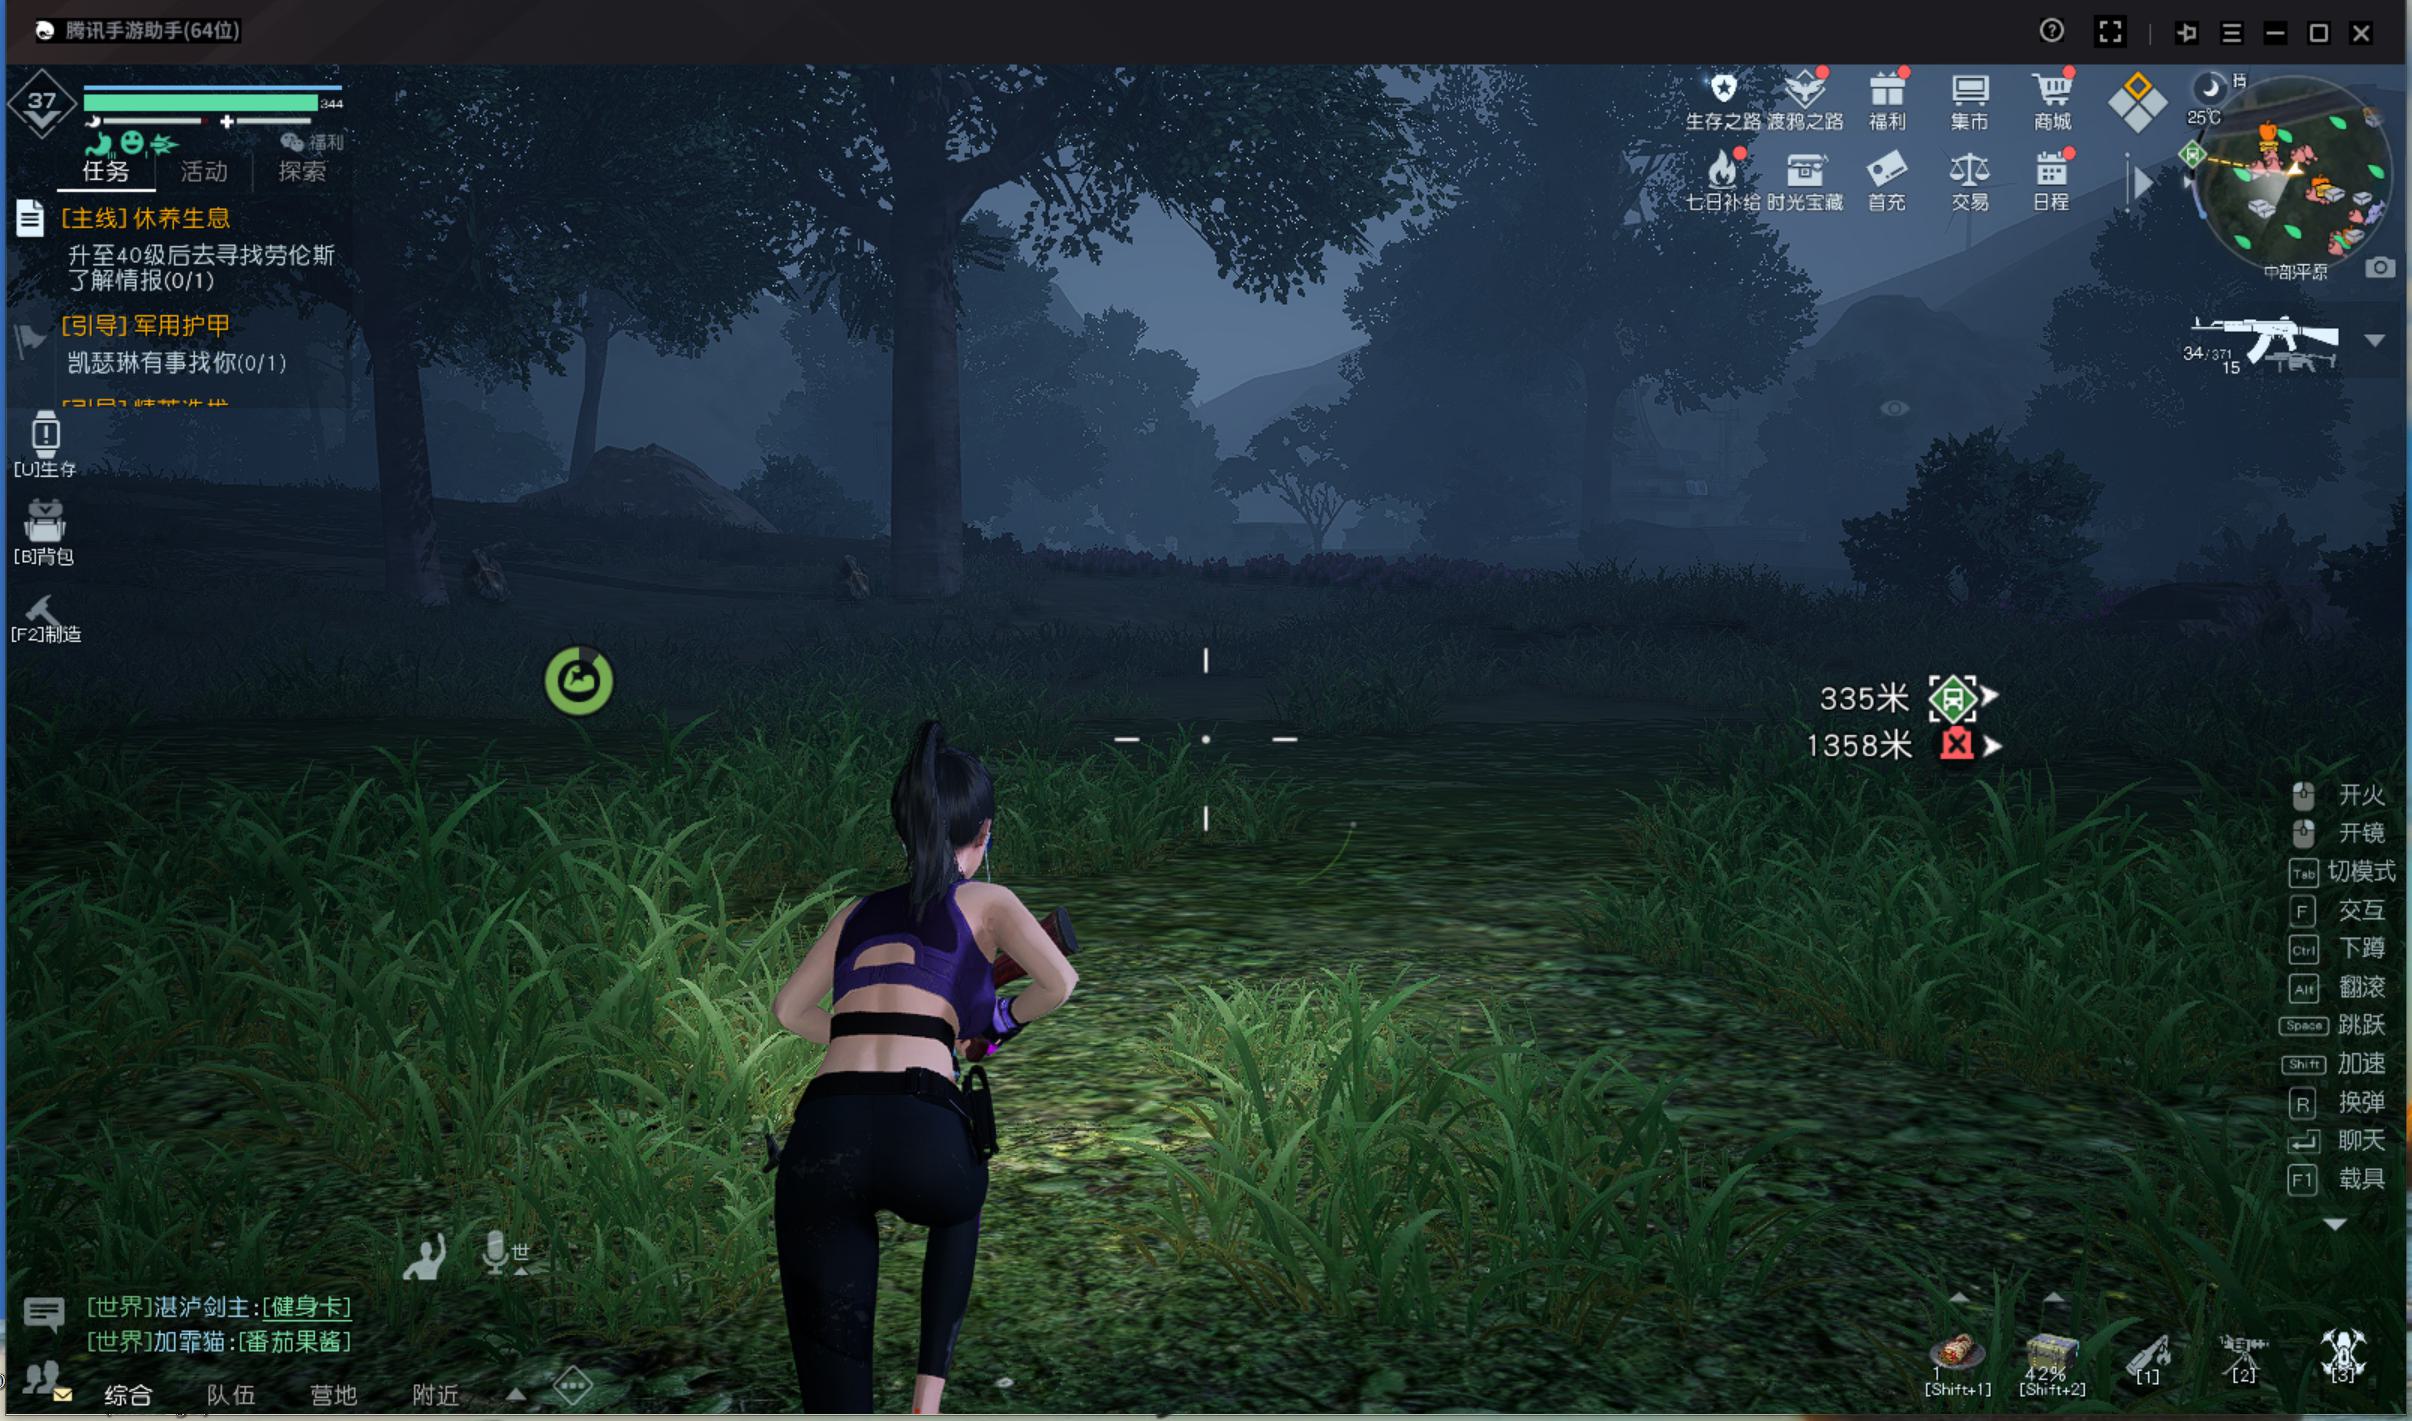 腾讯手游助手(64位)
37
344
福利
任务 活动 探索
[主线] 休养生息
升至40级后去寻找劳伦斯
了解情报(0/1)
[引导] 军用护甲
凯瑟琳有事找你(0/1)
[U]生存
[B]背包
[F2]制造
生存之路 渡鸦之路 福利 集市 商城
七日补给 时光宝藏 首充 交易 日程
25℃
中部平原
34/371
15
335米
1358米
开火
开镜
Tab 切模式
F 交互
Ctrl 下蹲
Alt 翻滚
Space 跳跃
Shift 加速
R 换弹
聊天
F1 载具
世
[世界]湛泸剑主:[健身卡]
[世界]加霏猫:[番茄果酱]
综合 队伍 营地 附近
1 42%
[Shift+1] [Shift+2] [1] [2] [3]